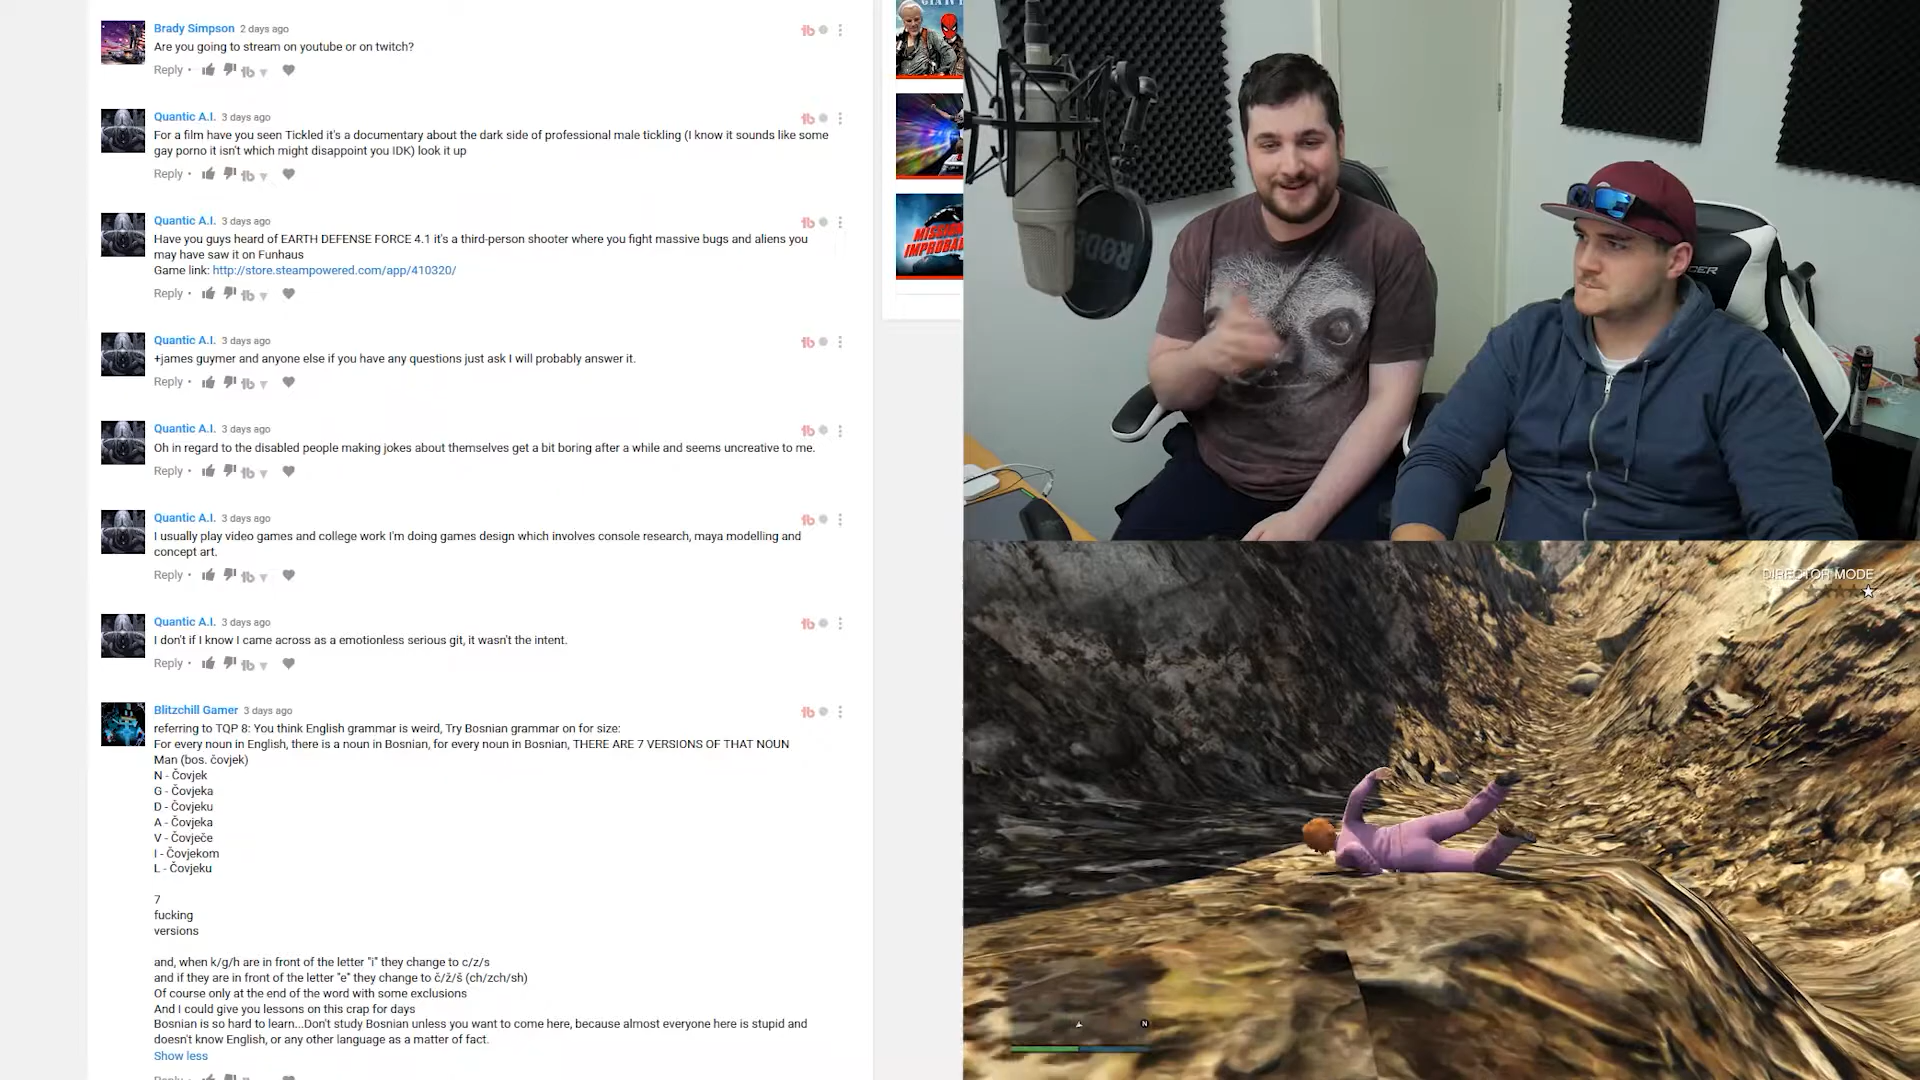 Brady Simpson 2 days ago
Are you going to stream on youtube or on twitch?
Reply
Quantic A.I. 3 days ago
For a film have you seen Tickled it's a documentary about the dark side of professional male tickling (I know it sounds like some
gay porno it isn't which might disappoint you IDK) look it up
Reply
Quantic A.I. 3 days ago
Have you guys heard of EARTH DEFENSE FORCE 4.1 it's a third-person shooter where you fight massive bugs and aliens you
may have saw it on Funhaus
Game link: http://store.steampowered.com/app/410320/
Reply
Quantic A.I. 3 days ago
+james guymer and anyone else if you have any questions just ask I will probably answer it.
Reply
Quantic A.I. 3 days ago
Oh in regard to the disabled people making jokes about themselves get a bit boring after a while and seems uncreative to me.
Reply
Quantic A.I. 3 days ago
I usually play video games and college work I'm doing games design which involves console research, maya modelling and
concept art.
Reply
Quantic A.I. 3 days ago
I don't if I know I came across as a emotionless serious git, it wasn't the intent.
Reply
Blitzchill Gamer 3 days ago
referring to TQP 8: You think English grammar is weird, Try Bosnian grammar on for size:
For every noun in English, there is a noun in Bosnian, for every noun in Bosnian, THERE ARE 7 VERSIONS OF THAT NOUN
Man (bos. čovjek)
N - Čovjek
G - Čovjeka
D - Čovjeku
A - Čovjeka
V - Čovječe
I - Čovjekom
L - Čovjeku
7
fucking
versions
and, when k/g/h are in front of the letter "i" they change to c/z/s
and if they are in front of the letter "e" they change to č/ž/š (ch/zch/sh)
Of course only at the end of the word with some exclusions
And I could give you lessons on this crap for days
Bosnian is so hard to learn...Don't study Bosnian unless you want to come here, because almost everyone here is stupid and
doesn't know English, or any other language as a matter of fact.
Show less
Reply
MISSION
RØDE
DIRECTOR MODE
N